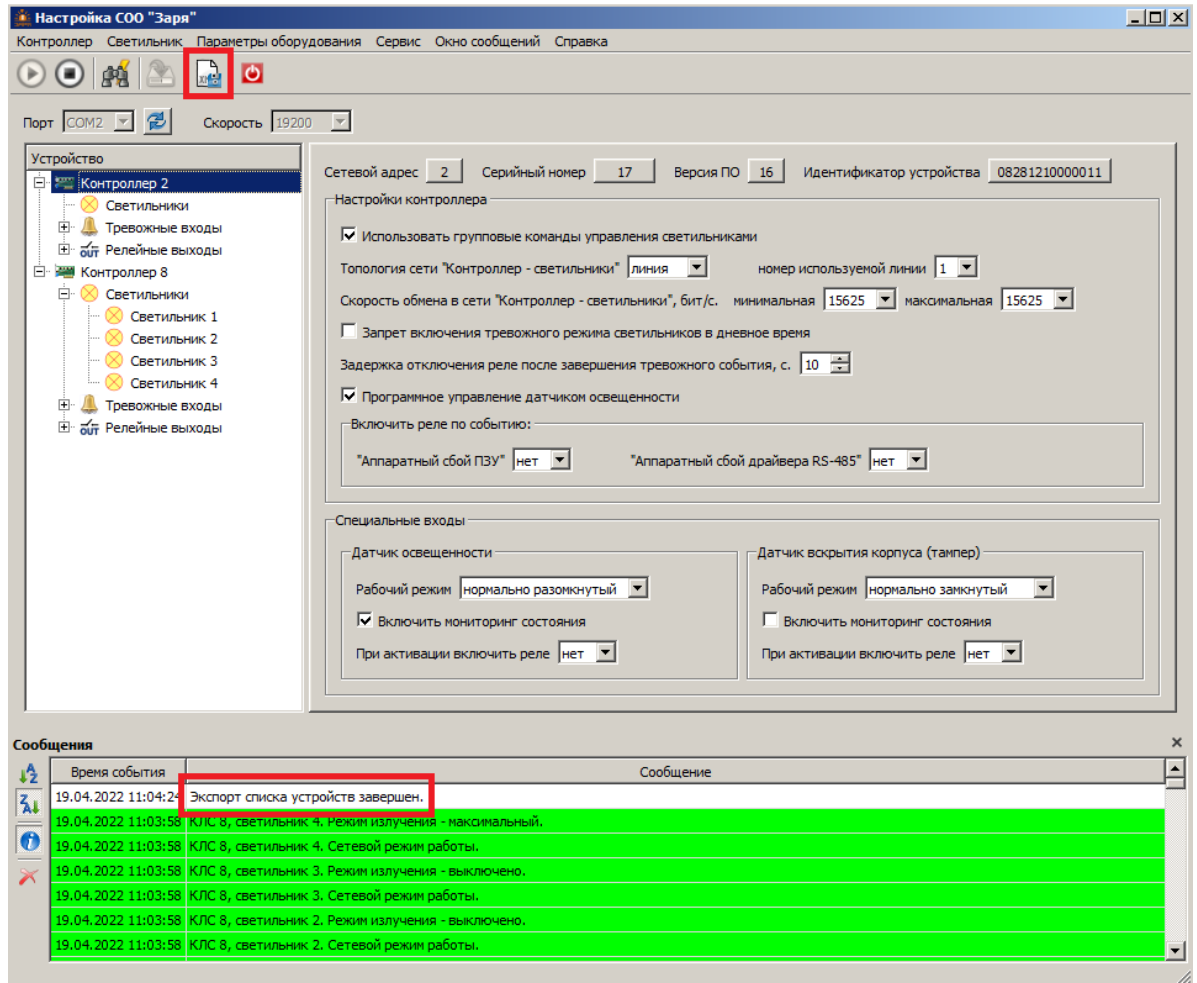 Настройка СОО "Заря"
Контроллер Светильник Параметры оборудования Сервис Окно сообщений Справка
Порт COM2 Скорость 19200
Устройство
Контроллер 2
Светильники
Тревожные входы
OUT Релейные выходы
Контроллер 8
Светильники
Светильник 1
Светильник 2
Светильник 3
Светильник 4
Тревожные входы
OUT Релейные выходы
Сетевой адрес 2 Серийный номер 17 Версия ПО 16 Идентификатор устройства 08281210000011
Настройки контроллера
Использовать групповые команды управления светильниками
Топология сети "Контроллер - светильники" линия номер используемой линии 1
Скорость обмена в сети "Контроллер - светильники", бит/с. минимальная 15625 максимальная 15625
Запрет включения тревожного режима светильников в дневное время
Задержка отключения реле после завершения тревожного события, с. 10
Программное управление датчиком освещенности
Включить реле по событию:
"Аппаратный сбой ПЗУ" нет "Аппаратный сбой драйвера RS-485" нет
Специальные входы
Датчик освещенности
Рабочий режим нормально разомкнутый
Включить мониторинг состояния
При активации включить реле нет
Датчик вскрытия корпуса (тампер)
Рабочий режим нормально замкнутый
Включить мониторинг состояния
При активации включить реле нет
Сообщения
Время события Сообщение
19.04.2022 11:04:24 Экспорт списка устройств завершен.
19.04.2022 11:03:58 КЛС 8, светильник 4. Режим излучения - максимальный.
19.04.2022 11:03:58 КЛС 8, светильник 4. Сетевой режим работы.
19.04.2022 11:03:58 КЛС 8, светильник 3. Режим излучения - выключено.
19.04.2022 11:03:58 КЛС 8, светильник 3. Сетевой режим работы.
19.04.2022 11:03:58 КЛС 8, светильник 2. Режим излучения - выключено.
19.04.2022 11:03:58 КЛС 8, светильник 2. Сетевой режим работы.